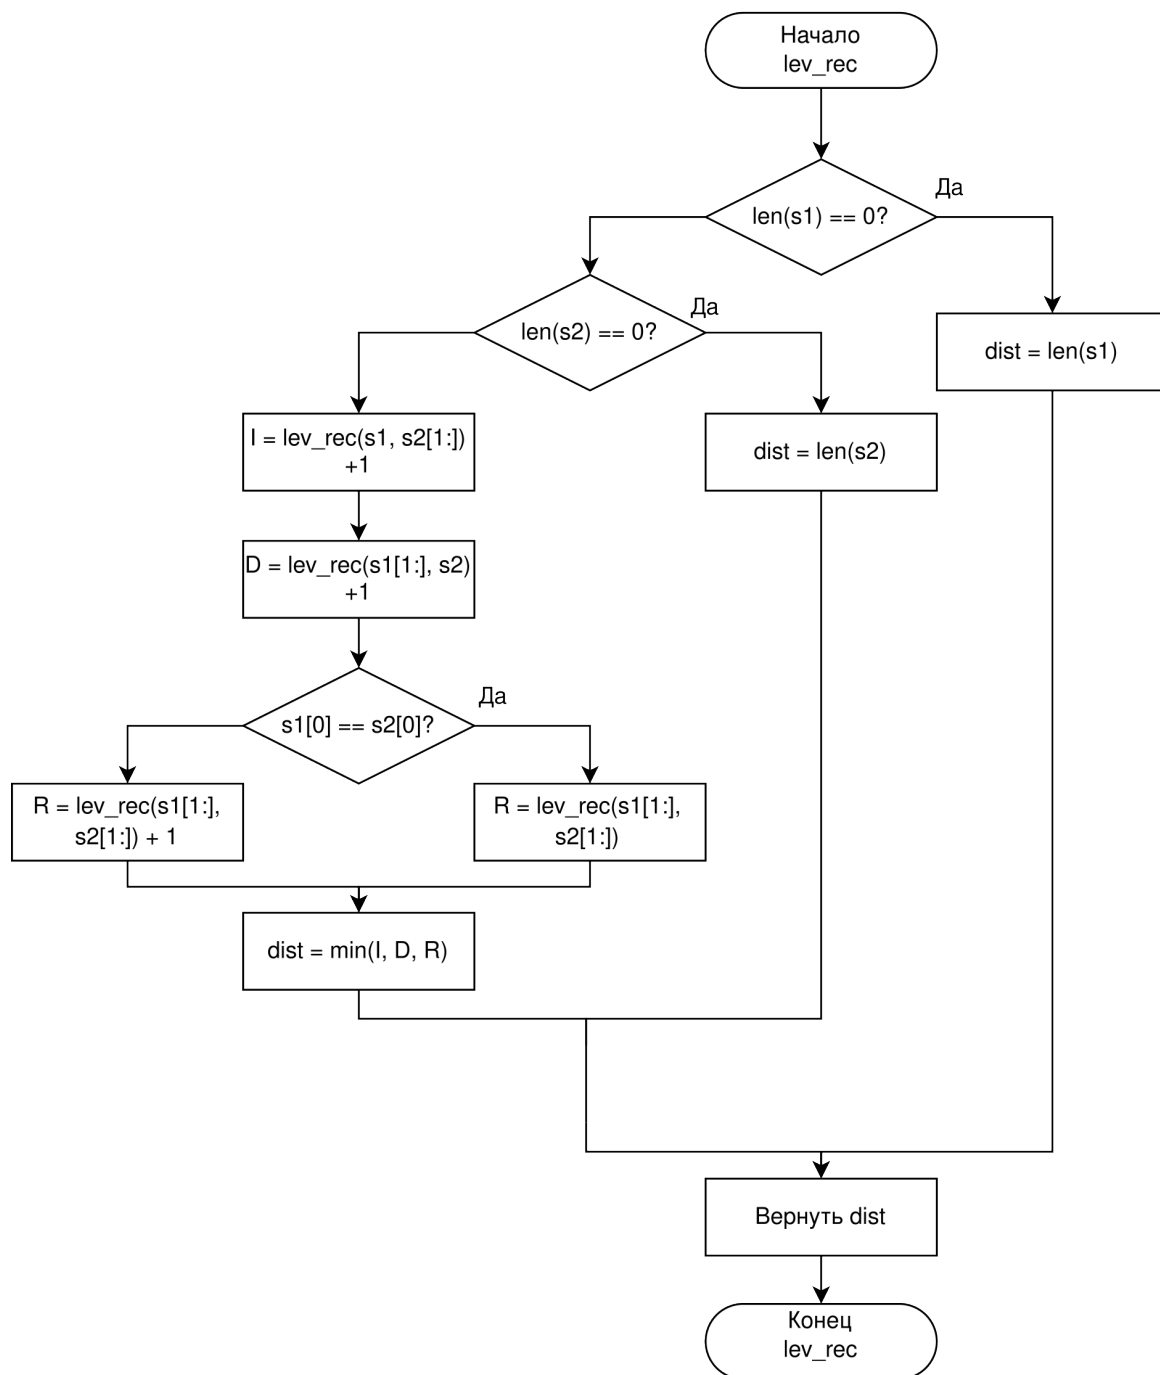 Начало
lev_rec
len(s1) == 0?
Да
len(s2) == 0?
Да
dist = len(s1)
I = lev_rec(s1, s2[1:])
+1
dist = len(s2)
D = lev_rec(s1[1:], s2)
+1
s1[0] == s2[0]?
Да
R = lev_rec(s1[1:],
s2[1:]) + 1
R = lev_rec(s1[1:],
s2[1:])
dist = min(I, D, R)
Вернуть dist
Конец
lev_rec